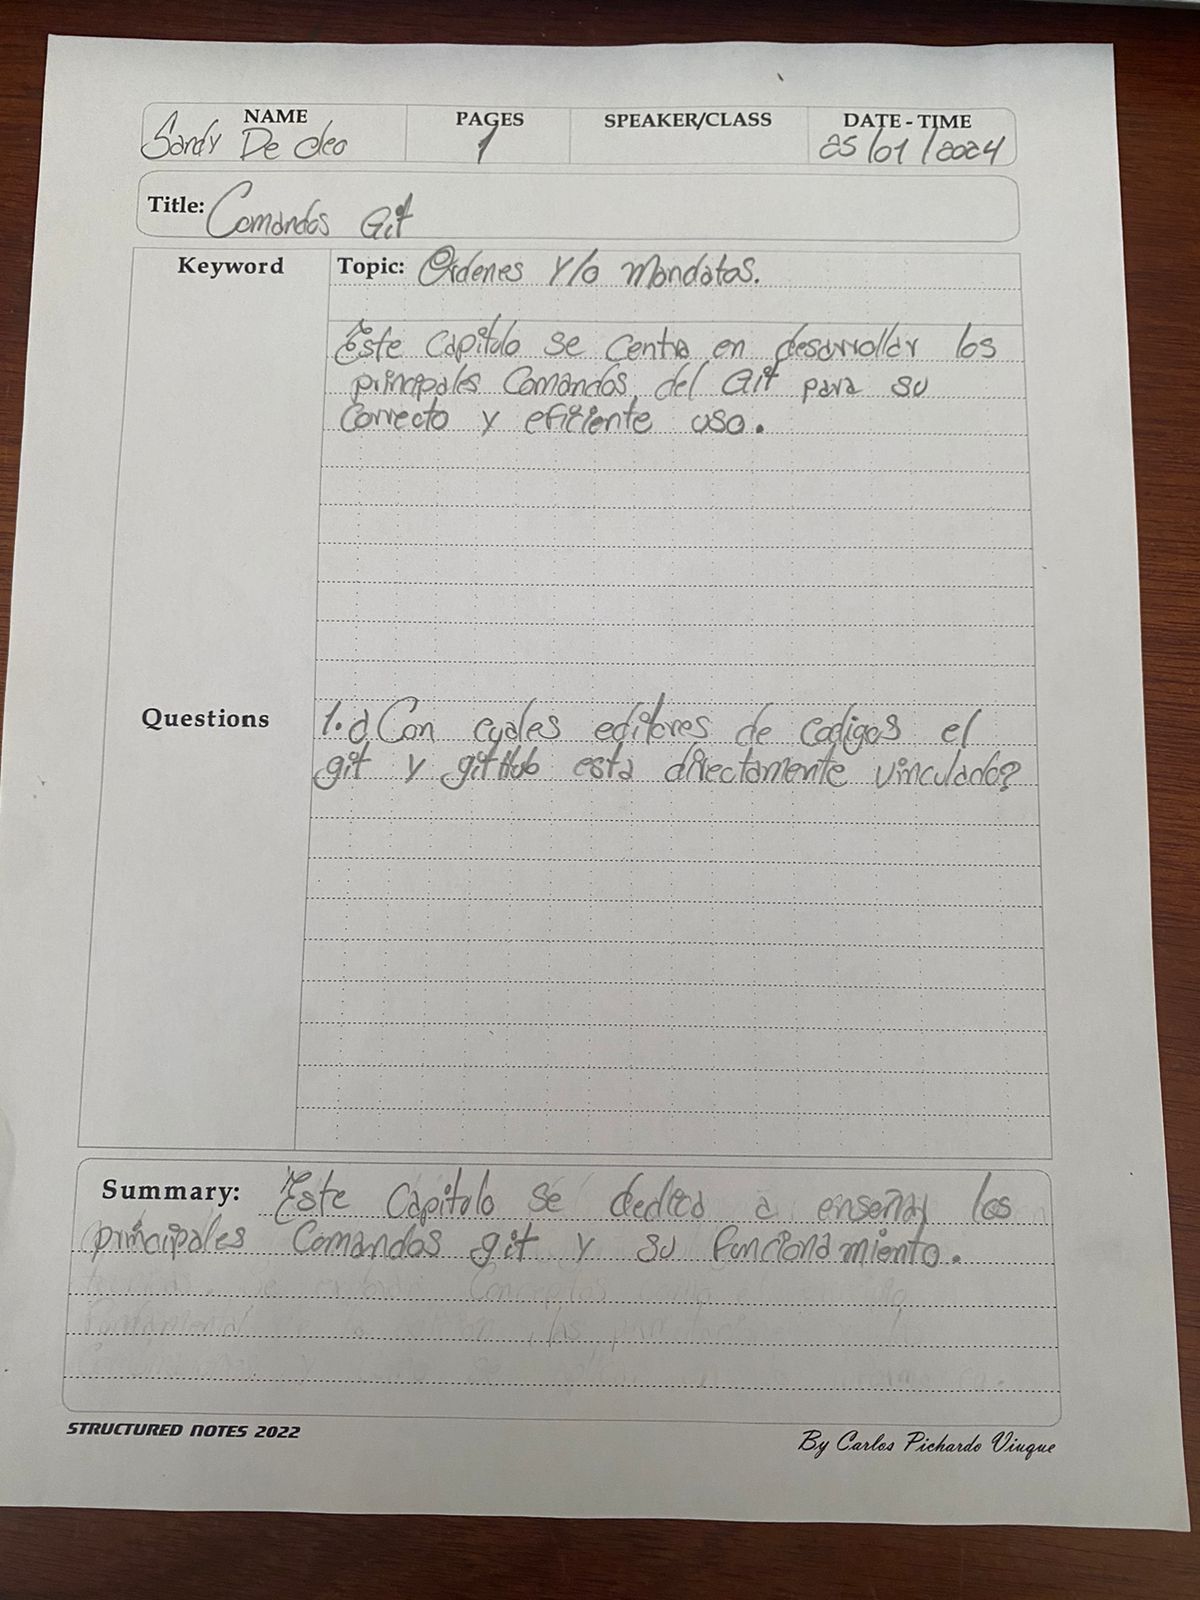 NAME PAGES SPEAKER/CLASS DATE-TIME
Sandy De oleo 1 25/01/2024
Title: Comandos Git
Keyword Topic: Ordenes Y/o Mandatos.
Este Capitulo se centra en desarrollar los
principales Comandos del Git para su
Correcto y eficiente uso.
Questions 1. ¿Con cuales editores de codigos el
git y gitHub esta directamente vinculado?
Summary: Este Capitulo se dedica a enseñar los
principales Comandos git y su funcionamiento.
STRUCTURED NOTES 2022 By Carlos Pichardo Viuque